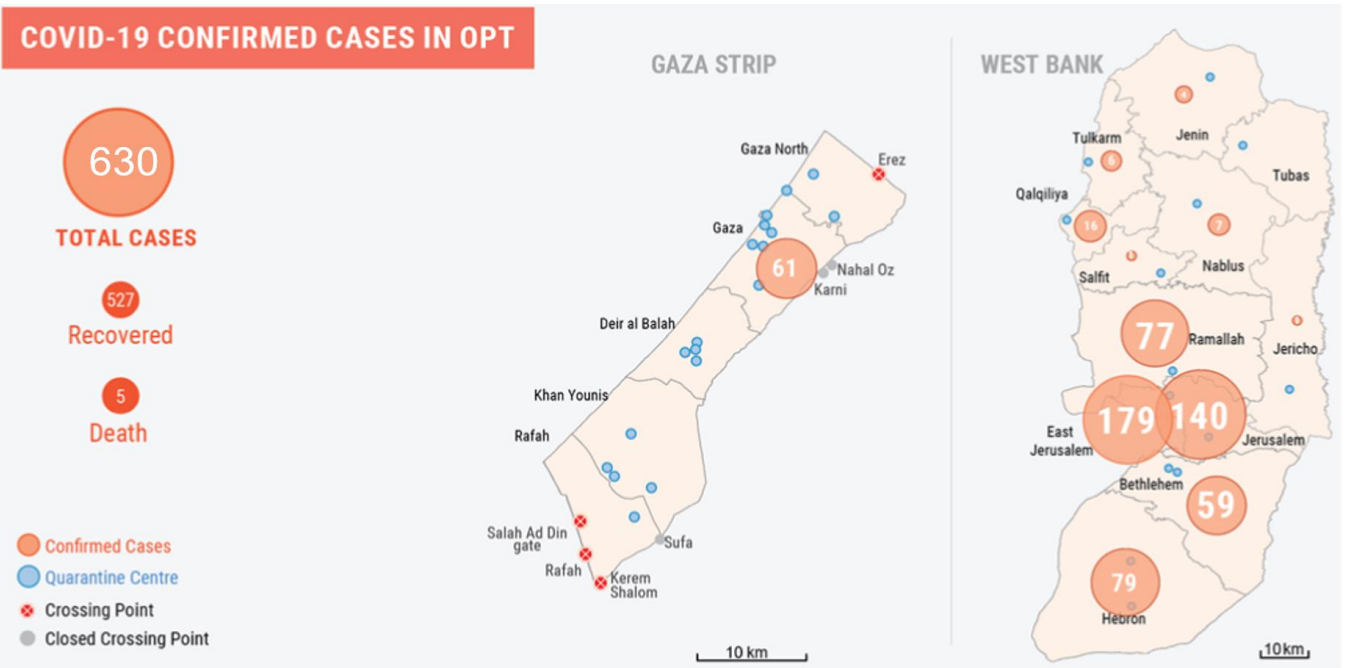 COVID-19 CONFIRMED CASES IN OPT
630
TOTAL CASES
527
Recovered
5
Death
Confirmed Cases
Quarantine Centre
Crossing Point
Closed Crossing Point
GAZA STRIP
Gaza North
Erez
Gaza
61
Nahal Oz
Karni
Deir al Balah
Khan Younis
Rafah
Salah Ad Din
gate
Sufa
Rafah
Kerem
Shalom
10 km
WEST BANK
4
Jenin
Tulkarm
6
Tubas
Qalqiliya
16
7
Nablus
Salfit
77
Ramallah
Jericho
179
140
East
Jerusalem
Jerusalem
Bethlehem
59
79
Hebron
10 km